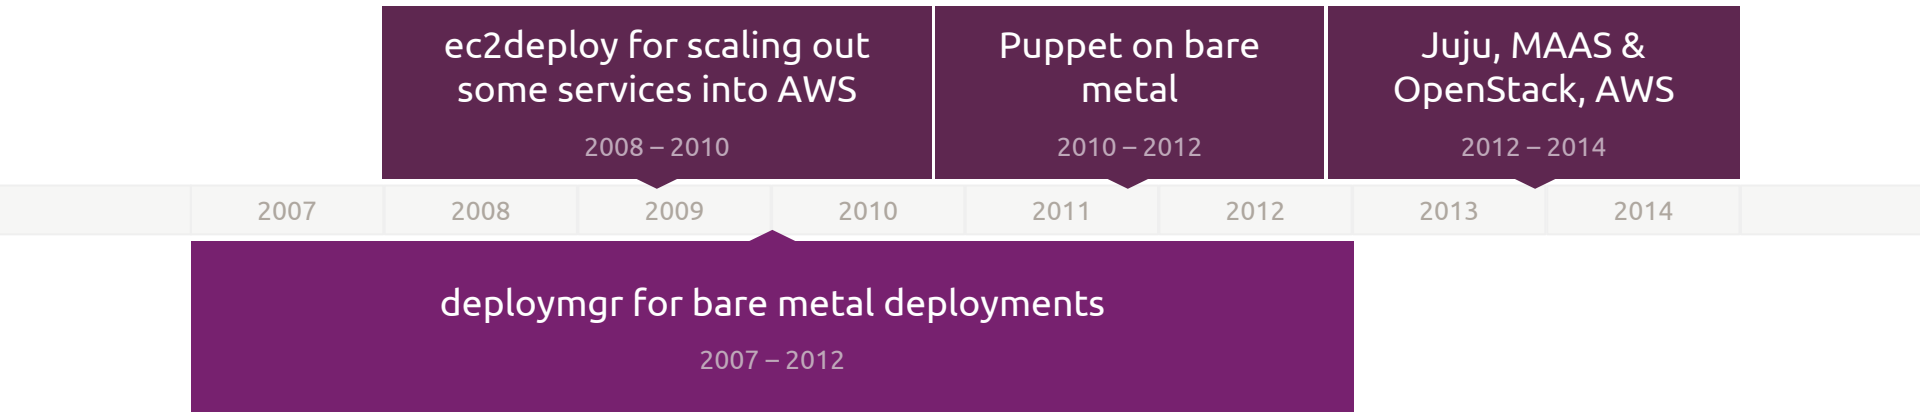 ec2deploy for scaling out
some services into AWS
2008 – 2010
Puppet on bare
metal
2010 – 2012
Juju, MAAS &
OpenStack, AWS
2012 – 2014
2007 2008 2009 2010 2011 2012 2013 2014
deploymgr for bare metal deployments
2007 – 2012